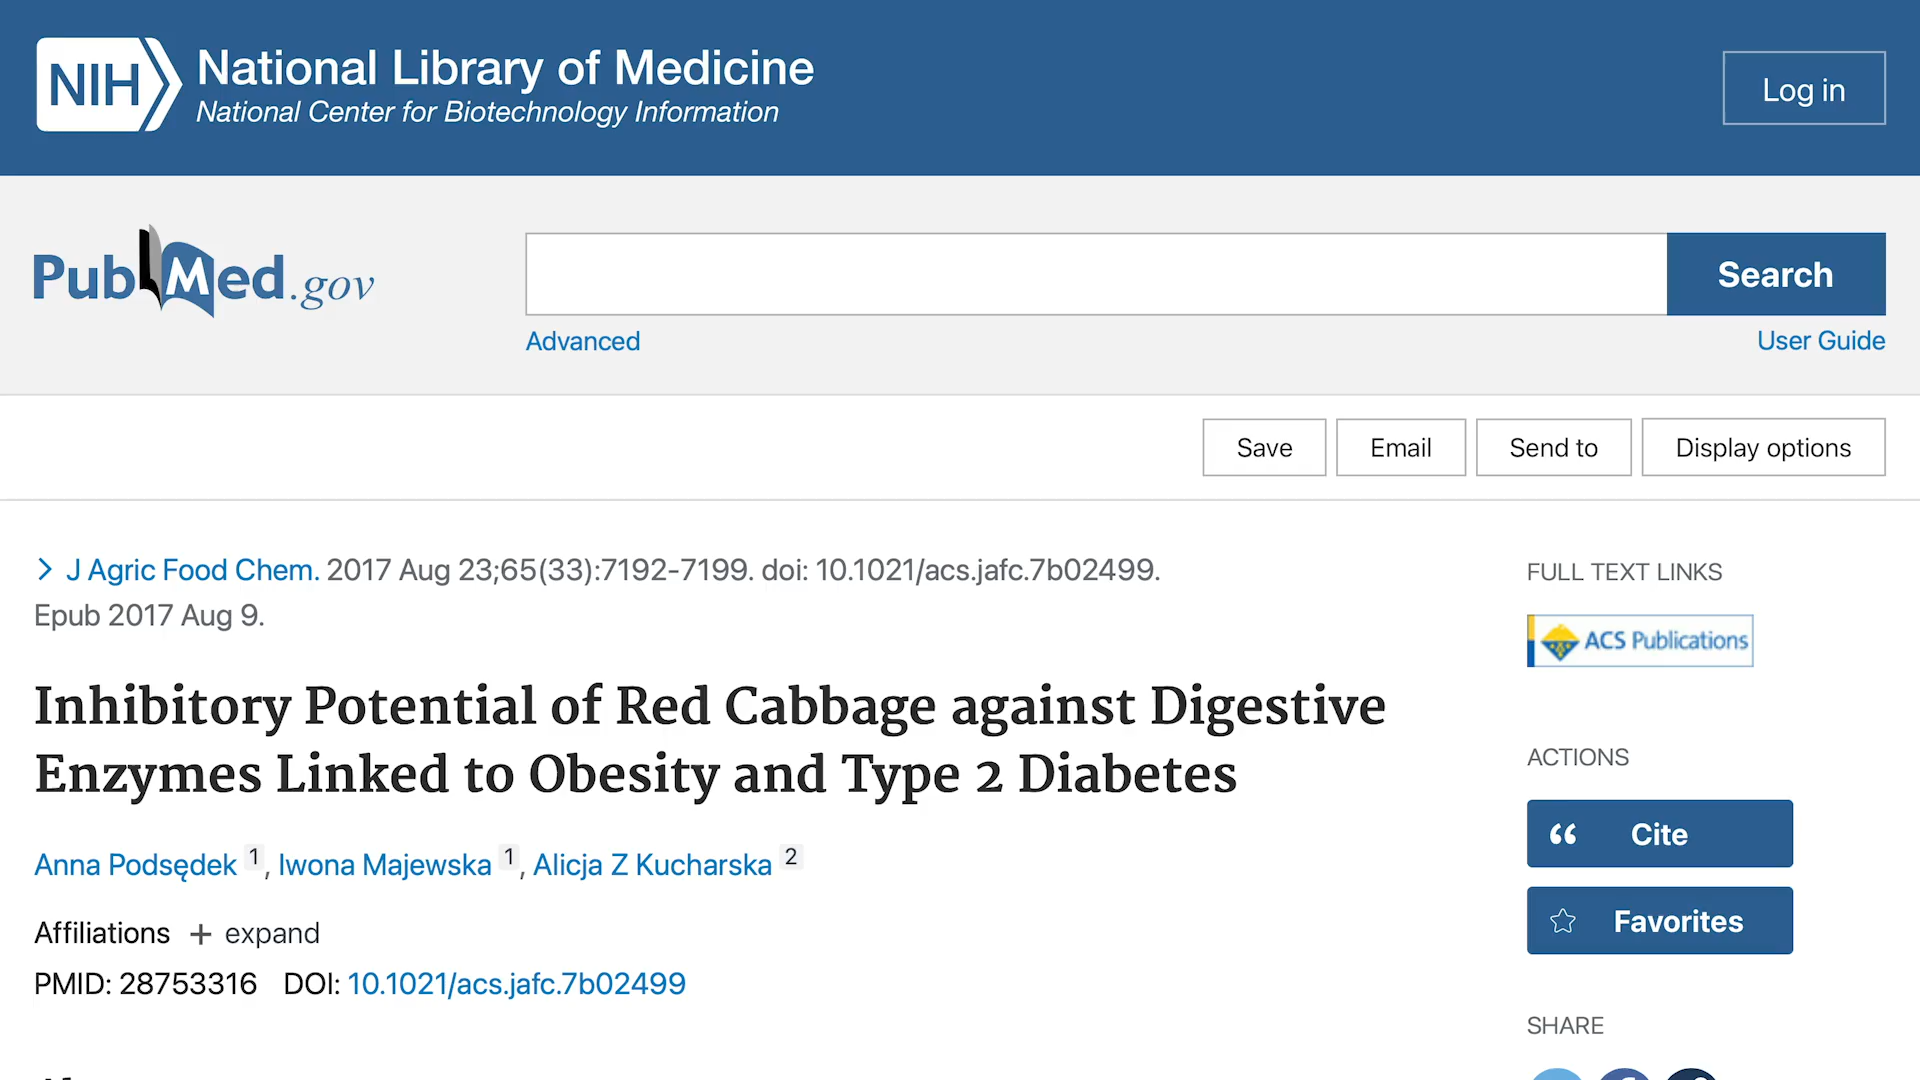 NIH National Library of Medicine
National Center for Biotechnology Information
Log in
PubMed.gov
Search
Advanced
User Guide
Save
Email
Send to
Display options
J Agric Food Chem. 2017 Aug 23;65(33):7192-7199. doi: 10.1021/acs.jafc.7b02499.
Epub 2017 Aug 9.
Inhibitory Potential of Red Cabbage against Digestive
Enzymes Linked to Obesity and Type 2 Diabetes
Anna Podsędek 1, Iwona Majewska 1, Alicja Z Kucharska 2
Affiliations + expand
PMID: 28753316 DOI: 10.1021/acs.jafc.7b02499
FULL TEXT LINKS
ACS Publications
ACTIONS
Cite
Favorites
SHARE